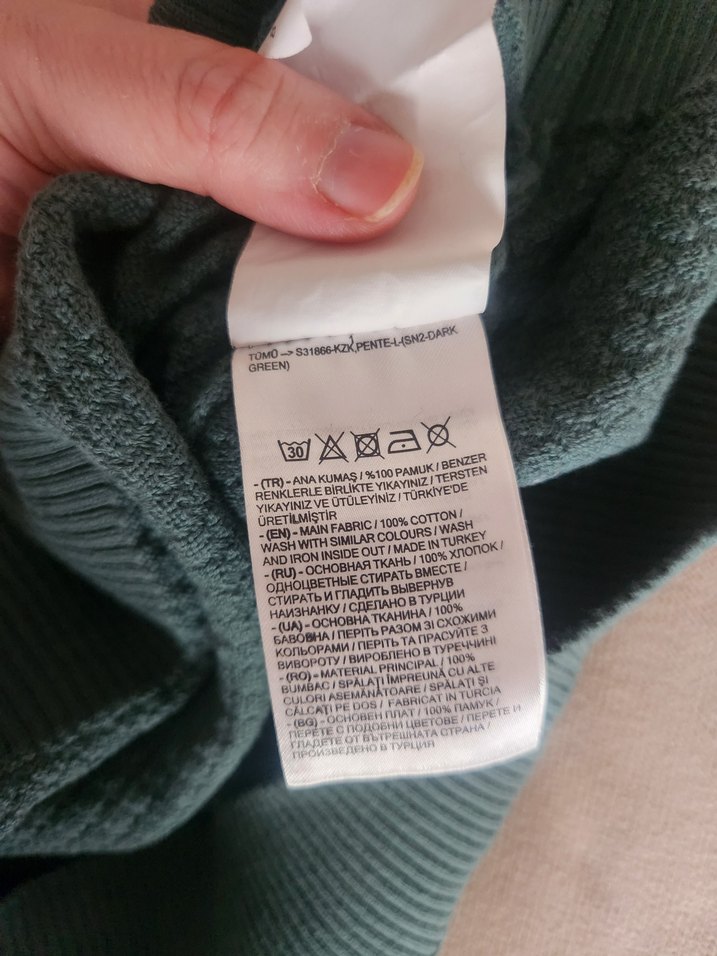 TÜMÜ -> S31866-KZK,PENTE-L-(SN2-DARK
GREEN)
30
- (TR) - ANA KUMAŞ / %100 PAMUK / BENZER
RENKLERLE BİRLİKTE YIKAYINIZ / TERSTEN
YIKAYINIZ VE ÜTÜLEYİNİZ / TÜRKİYE'DE
ÜRETİLMİŞTİR
- (EN) - MAIN FABRIC / 100% COTTON /
WASH WITH SIMILAR COLOURS / WASH
AND IRON INSIDE OUT / MADE IN TURKEY
- (RU) - ОСНОВНАЯ ТКАНЬ / 100% ХЛОПОК /
ОДНОЦВЕТНЫЕ СТИРАТЬ ВМЕСТЕ /
СТИРАТЬ И ГЛАДИТЬ ВЫВЕРНУВ
НАИЗНАНКУ / СДЕЛАНО В ТУРЦИИ
- (UA) - ОСНОВНА ТКАНИНА / 100%
БАВОВНА / ПЕРІТЬ РАЗОМ ЗІ СХОЖИМИ
КОЛЬОРАМИ / ПЕРІТЬ ТА ПРАСУЙТЕ З
ВИВОРОТУ / ВИРОБЛЕНО В ТУРЕЧЧИНІ
- (RO) - MATERIAL PRINCIPAL / 100%
BUMBAC / SPĂLAȚI ÎMPREUNĂ CU ALTE
CULORI ASEMĂNĂTOARE / SPĂLAȚI ȘI
CĂLCAȚI PE DOS / FABRICAT IN TURCIA
- (BG) - ОСНОВЕН ПЛАТ / 100% ПАМУК /
ПЕРЕТЕ С ПОДОБНИ ЦВЕТОВЕ / ПЕРЕТЕ И
ГЛАДЕТЕ ОТ ВЪТРЕШНАТА СТРАНА /
ПРОИЗВЕДЕНО В ТУРЦИЯ